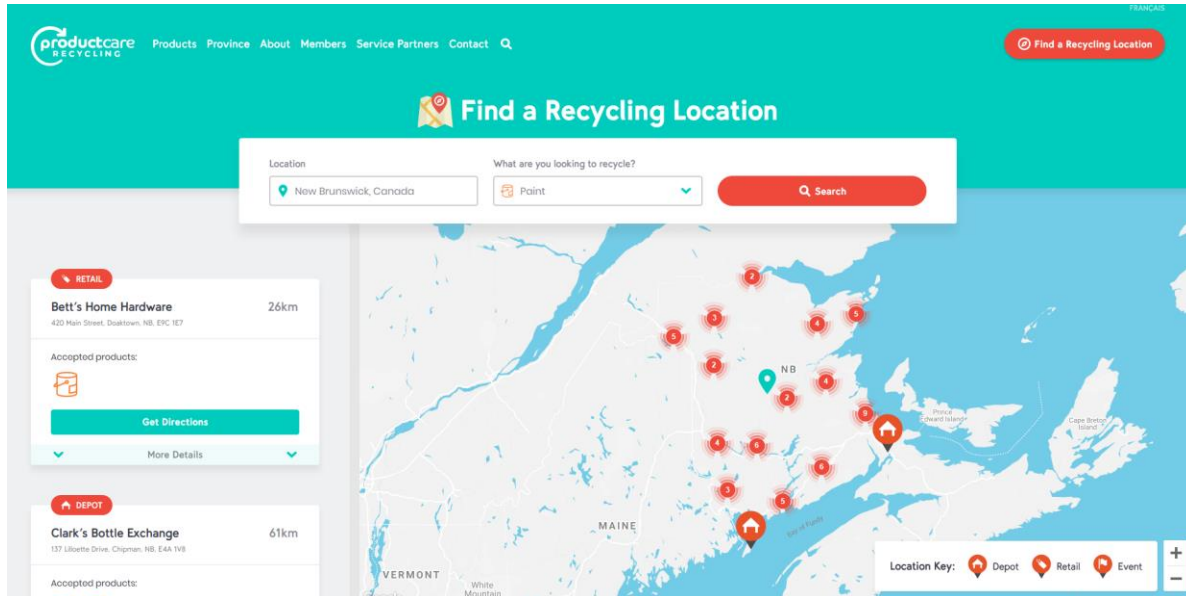 FRANÇAIS
productcare
RECYCLING
Products Province About Members Service Partners Contact
Find a Recycling Location
Find a Recycling Location
Location
What are you looking to recycle?
New Brunswick, Canada
Paint
Search
RETAIL
Bett's Home Hardware
26km
420 Main Street, Doaktown, NB, E9C 1E7
Accepted products:
Get Directions
More Details
DEPOT
Clark's Bottle Exchange
61km
137 Drive, Chipman, NB, E4A 1V8
Accepted products:
2
3
5
4
5
2
NB
4
2
9
Prince
Edward Island
Cape Breton
Island
4
6
6
3
5
MAINE
Bay of Fundy
VERMONT
White
Mountain
Location Key:
Depot
Retail
Event
+
−